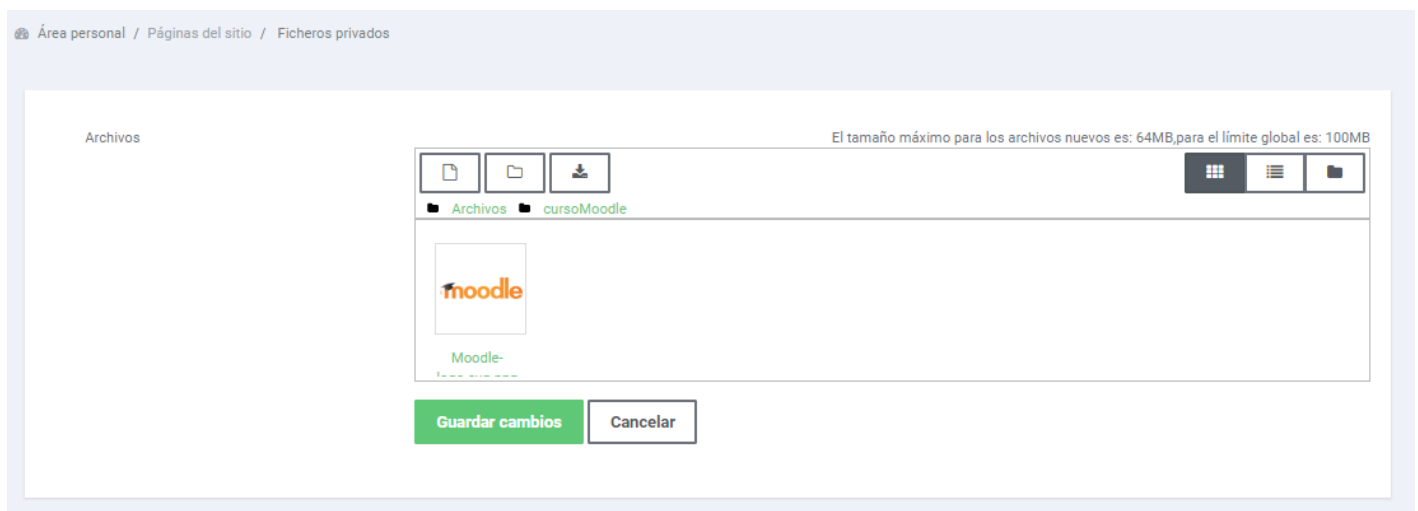 Área personal / Páginas del sitio / Ficheros privados
Archivos
El tamaño máximo para los archivos nuevos es: 64MB,para el límite global es: 100MB
Archivos cursoMoodle
moodle
Moodle-
Guardar cambios Cancelar